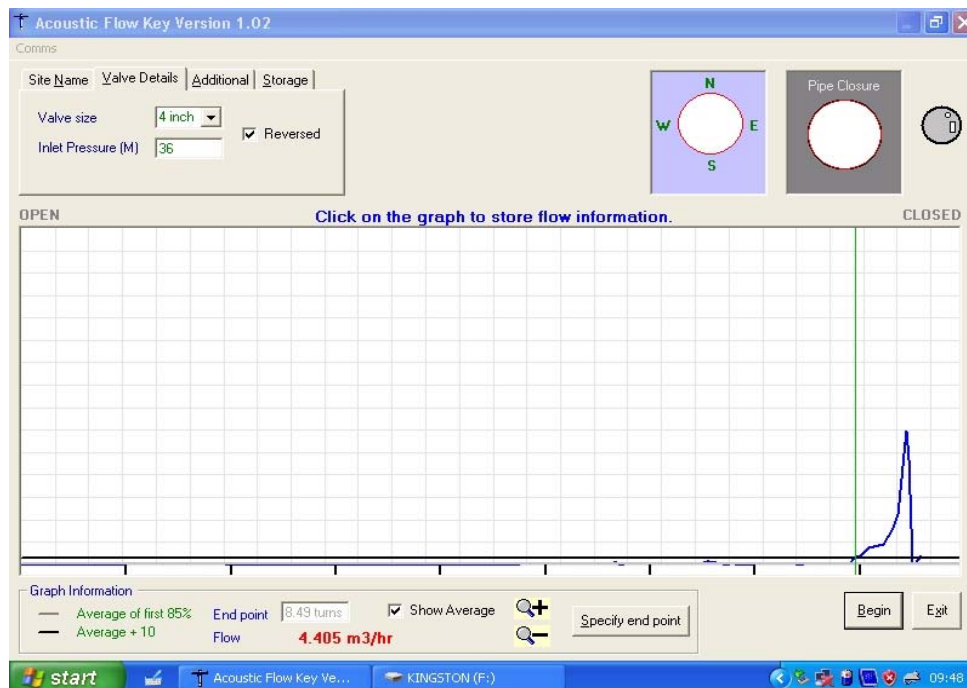 Acoustic Flow Key Version 1.02
Comms
Site Name Valve Details Additional Storage
Valve size 4 inch
Reversed
Inlet Pressure (M) 36
N
W E
S
Pipe Closure
OPEN Click on the graph to store flow information. CLOSED
Graph Information
Average of first 85% End point 8.49 turns Show Average
Average + 10 Flow 4.405 m3/hr
Specify end point
Begin Exit
start Acoustic Flow Key Ve... KINGSTON (F:) 09:48